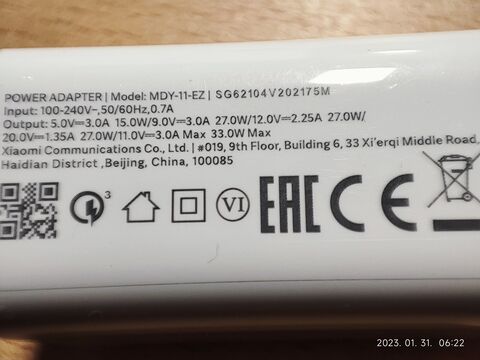 POWER ADAPTER | Model: MDY-11-EZ | SG62104V202175M
Input: 100-240V~,50/60Hz,0.7A
Output: 5.0V⎓3.0A 15.0W/9.0V⎓3.0A 27.0W/12.0V⎓2.25A 27.0W/
20.0V⎓1.35A 27.0W/11.0V⎓3.0A Max 33.0W Max
Xiaomi Communications Co., Ltd. | #019, 9th Floor, Building 6, 33 Xi'erqi Middle Road,
Haidian District ,Beijing, China, 100085
3 VI EAC CE
2023. 01. 31. 06:22